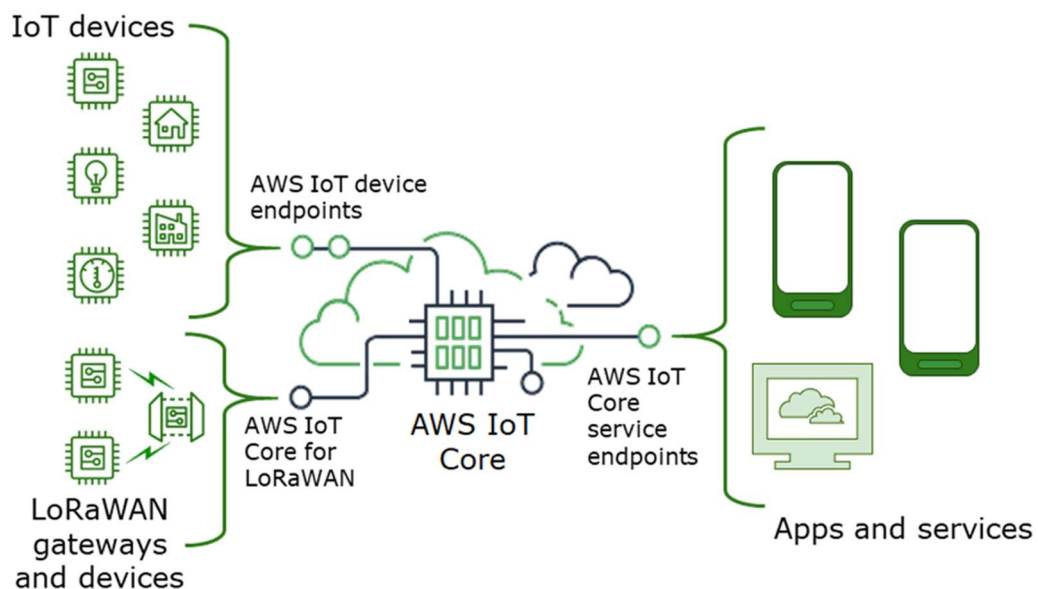 IoT devices
AWS IoT device
endpoints
AWS IoT
Core for
LoRaWAN
LoRaWAN
gateways
and devices
AWS IoT
Core
AWS IoT
Core
service
endpoints
Apps and services